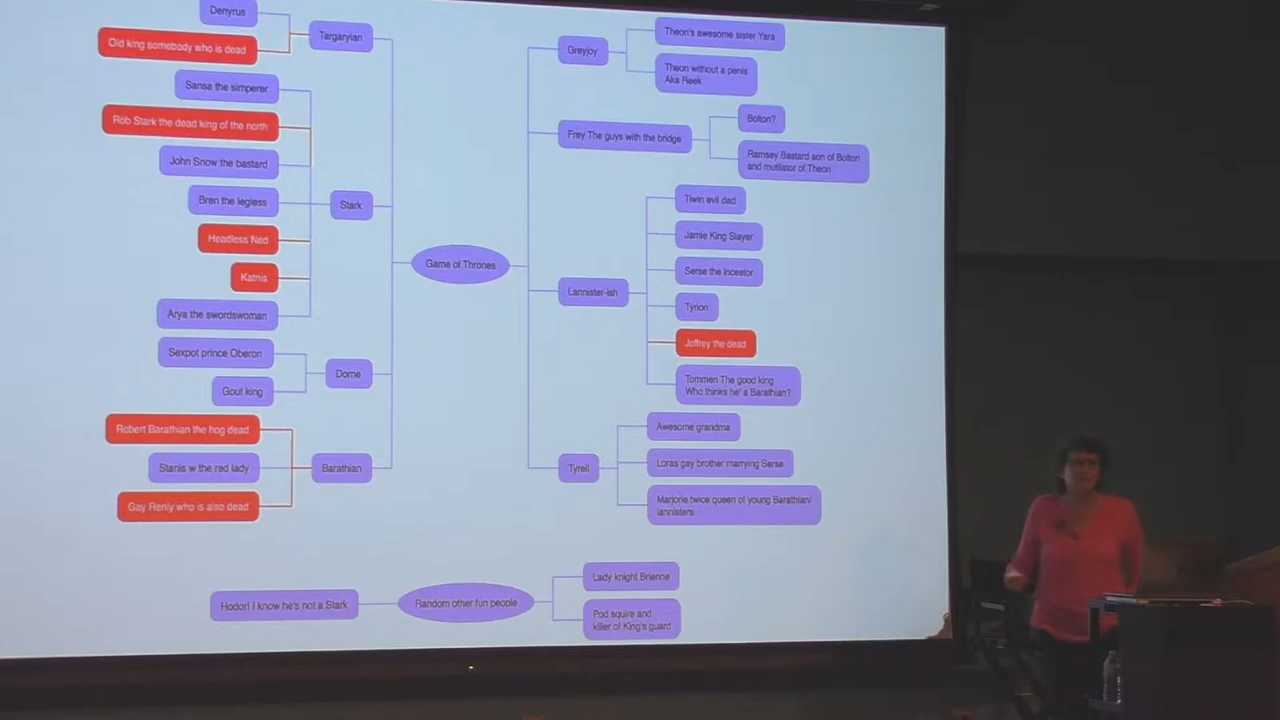 Denyrus
Old king somebody who is dead
Targaryian
Sansa the simperer
Rob Stark the dead king of the north
John Snow the bastard
Bren the legless
Stark
Headless Ned
Katnis
Arya the swordswoman
Sexpot prince Oberon
Dorne
Gout king
Robert Barathian the hog dead
Stanis w the red lady
Barathian
Gay Renly who is also dead
Game of Thrones
Greyjoy
Theon's awesome sister Yara
Theon without a penis
Aka Reek
Frey The guys with the bridge
Bolton?
Ramsey Bastard son of Bolton
and mutilator of Theon
Lannister-ish
Tiwin evil dad
Jamie King Slayer
Serse the incestor
Tyrion
Joffrey the dead
Tommen The good king
Who thinks he' a Barathian?
Tyrell
Awesome grandma
Loras gay brother marrying Serse
Marjorie twice queen of young Barathian/
lannisters
Hodor! I know he's not a Stark
Random other fun people
Lady knight Brienne
Pod squire and
killer of King's guard